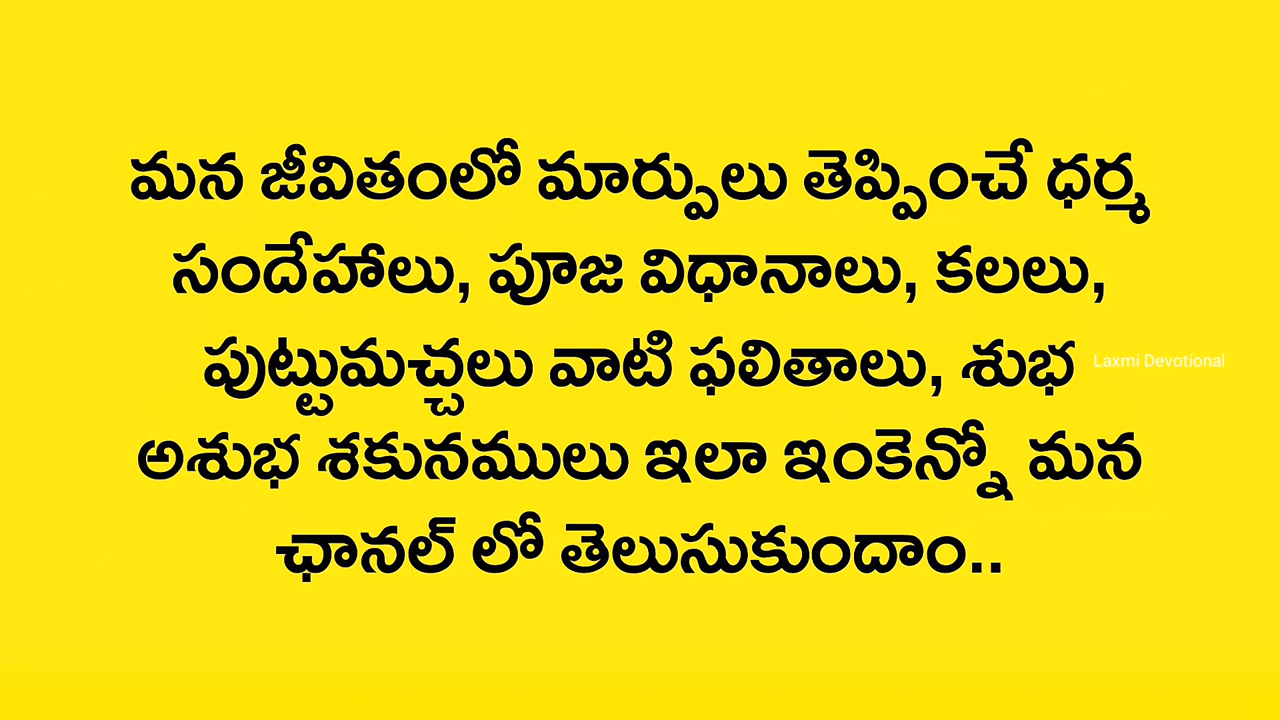 మన జీవితంలో మార్పులు తెప్పించే ధర్మ
సందేహాలు, పూజ విధానాలు, కలలు,
పుట్టుమచ్చలు వాటి ఫలితాలు, శుభ
Laxmi Devotional
అశుభ శకునములు ఇలా ఇంకెన్నో మన
ఛానల్ లో తెలుసుకుందాం..